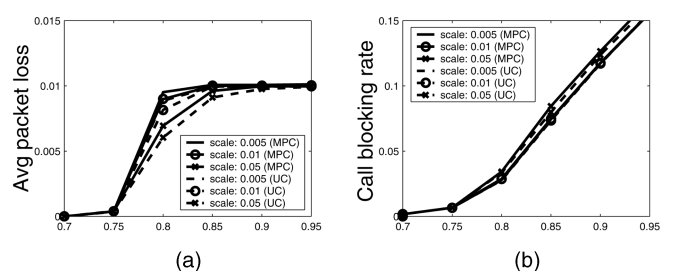 Avg packet loss
0.015
0.01
0.005
0
0.7
0.75
0.8
0.85
0.9
0.95
scale: 0.005 (MPC)
scale: 0.01 (MPC)
scale: 0.05 (MPC)
scale: 0.005 (UC)
scale: 0.01 (UC)
scale: 0.05 (UC)
(a)
Call blocking rate
0.15
0.1
0.05
0
0.7
0.75
0.8
0.85
0.9
0.95
scale: 0.005 (MPC)
scale: 0.01 (MPC)
scale: 0.05 (MPC)
scale: 0.005 (UC)
scale: 0.01 (UC)
scale: 0.05 (UC)
(b)